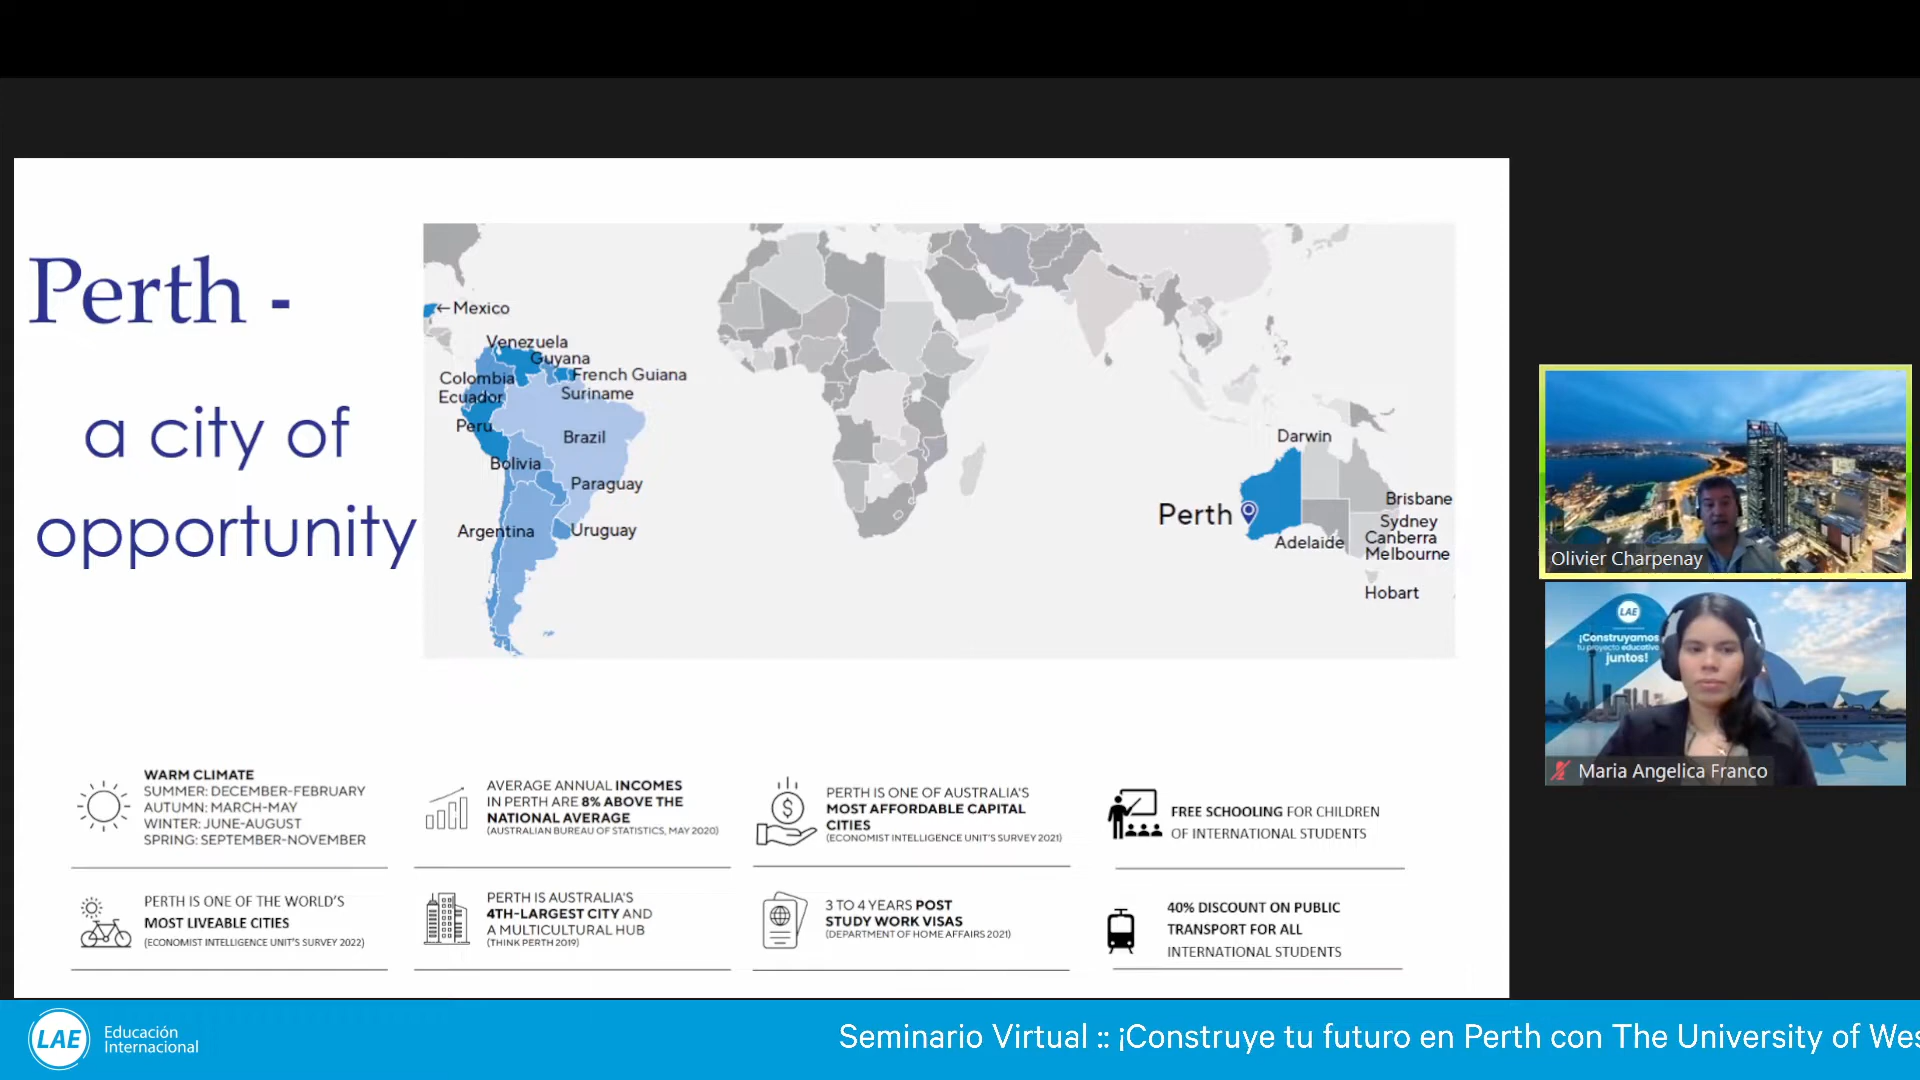 Perth -
a city of
opportunity
←Mexico
Venezuela
Guyana
French Guiana
Colombia
Suriname
Ecuador
Peru
Brazil
Bolivia
Paraguay
Argentina
Uruguay
Darwin
Perth
Brisbane
Sydney
Canberra
Adelaide
Melbourne
Hobart
WARM CLIMATE
SUMMER: DECEMBER-FEBRUARY
AUTUMN: MARCH-MAY
WINTER: JUNE-AUGUST
SPRING: SEPTEMBER-NOVEMBER
AVERAGE ANNUAL INCOMES
IN PERTH ARE 8% ABOVE THE
NATIONAL AVERAGE
(AUSTRALIAN BUREAU OF STATISTICS, MAY 2020)
PERTH IS ONE OF AUSTRALIA'S
MOST AFFORDABLE CAPITAL
CITIES
(ECONOMIST INTELLIGENCE UNIT'S SURVEY 2021)
FREE SCHOOLING FOR CHILDREN
OF INTERNATIONAL STUDENTS
PERTH IS ONE OF THE WORLD'S
MOST LIVEABLE CITIES
(ECONOMIST INTELLIGENCE UNIT'S SURVEY 2022)
PERTH IS AUSTRALIA'S
4TH-LARGEST CITY AND
A MULTICULTURAL HUB
(THINK PERTH 2019)
3 TO 4 YEARS POST
STUDY WORK VISAS
(DEPARTMENT OF HOME AFFAIRS 2021)
40% DISCOUNT ON PUBLIC
TRANSPORT FOR ALL
INTERNATIONAL STUDENTS
Olivier Charpenay
LAE
¡Construyamos
tu proyecto educativo
juntos!
Maria Angelica Franco
LAE
Educación
Internacional
Seminario Virtual :: ¡Construye tu futuro en Perth con The University of Wes